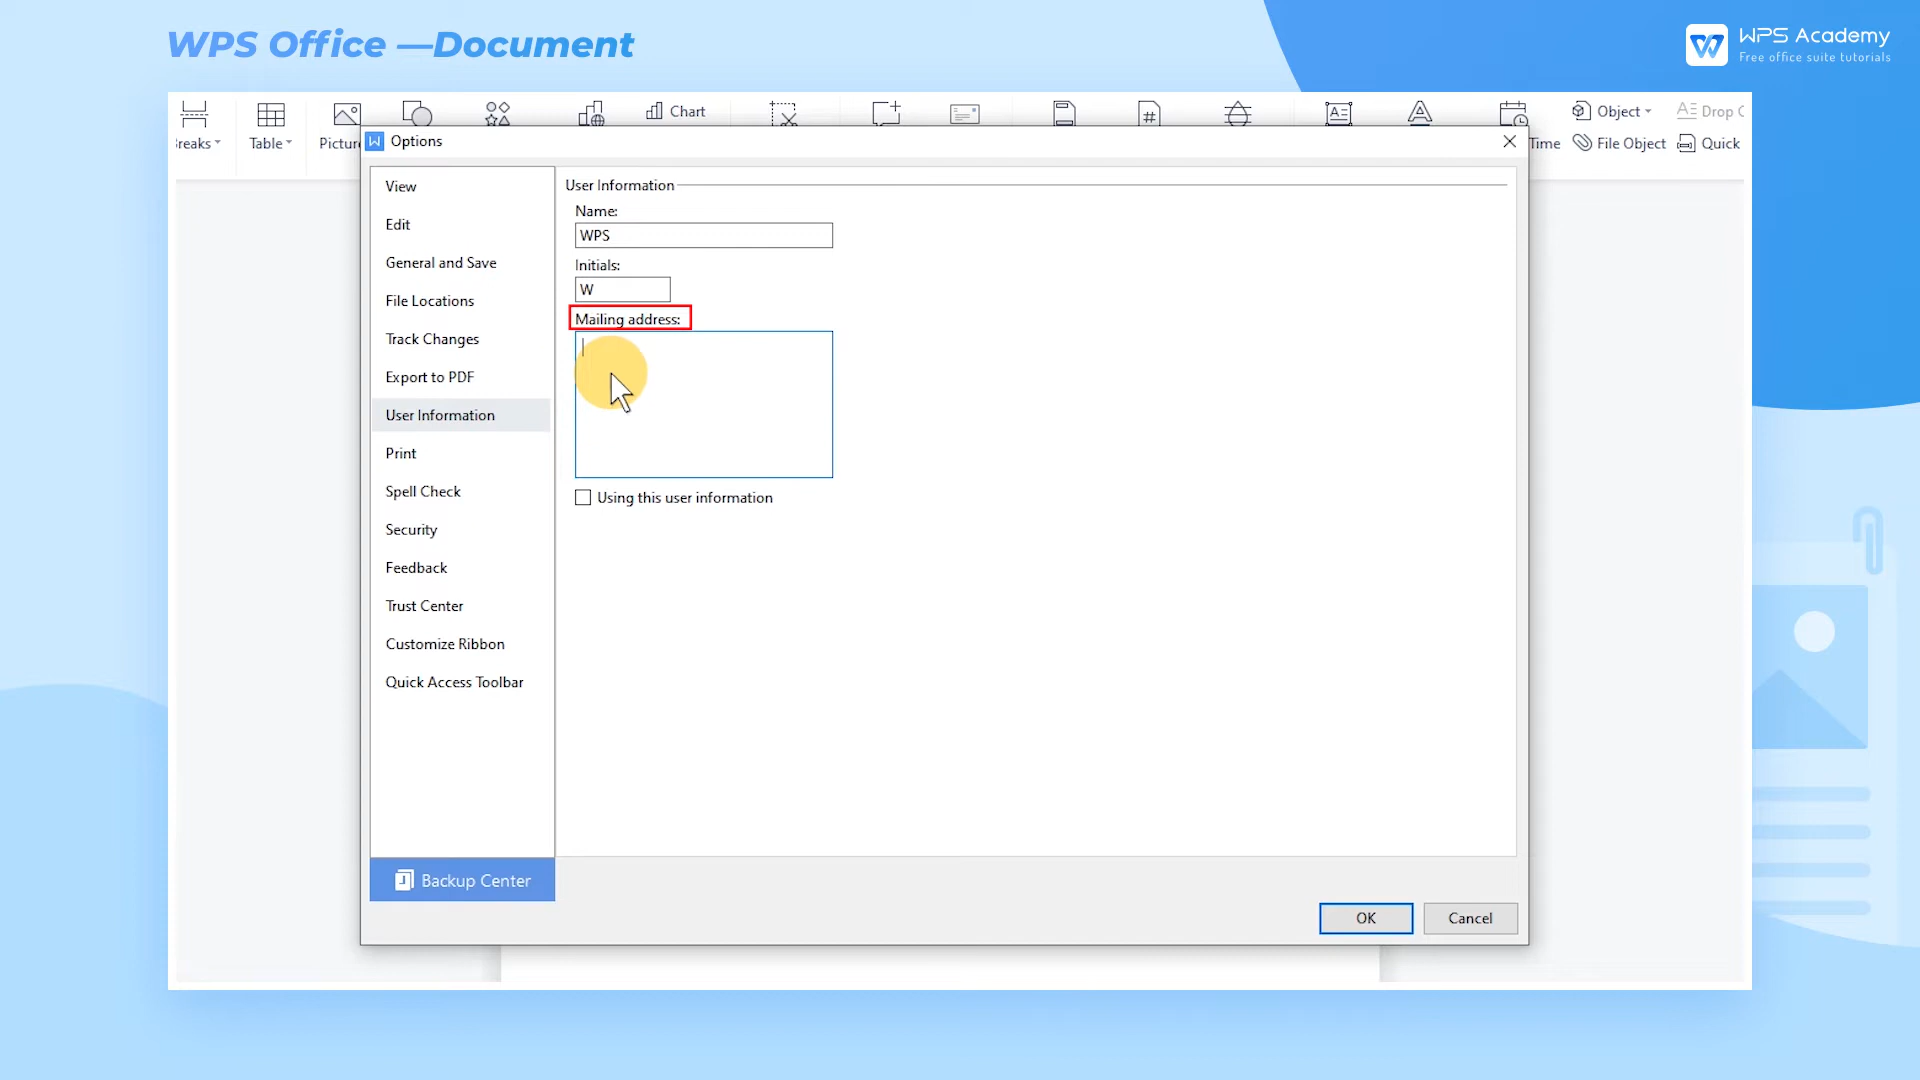 WPS Office —Document
WPS Academy
Free office suite tutorials
Chart
Object
Drop
Table
File Object
Quick
Time
Options
View
Edit
General and Save
File Locations
Track Changes
Export to PDF
User Information
Print
Spell Check
Security
Feedback
Trust Center
Customize Ribbon
Quick Access Toolbar
Backup Center
User Information
Name:
WPS
Initials:
W
Mailing address:
Using this user information
OK
Cancel